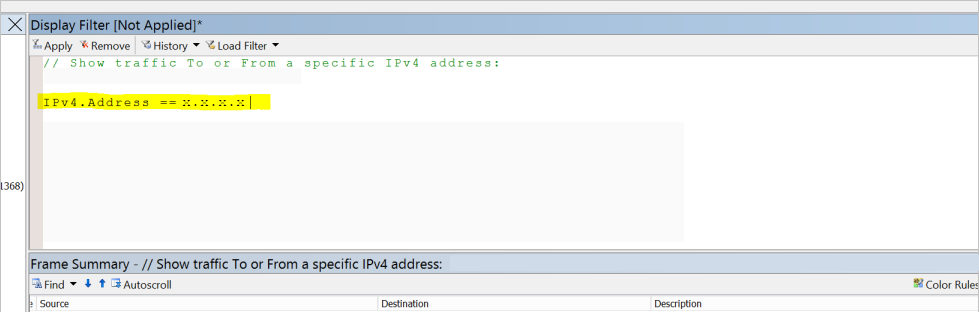 Display Filter [Not Applied]*
Apply Remove History Load Filter
// Show traffic To or From a specific IPv4 address:
IPv4.Address == x.x.x.x
1368)
Frame Summary - // Show traffic To or From a specific IPv4 address:
Find Autoscroll Color Rules
e Source Destination Description